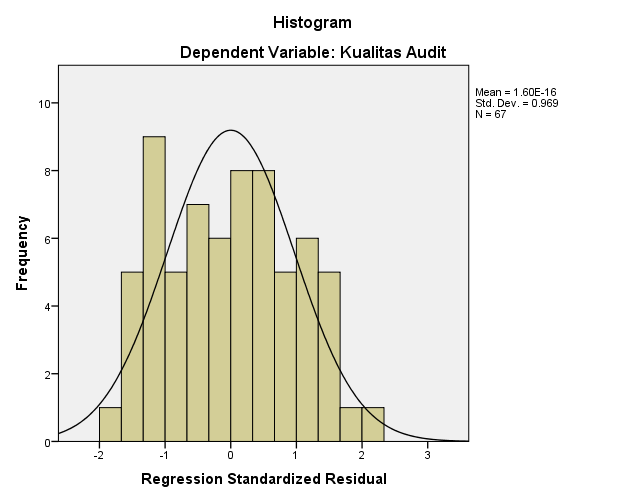 Histogram
Dependent Variable: Kualitas Audit
Mean = 1.60E-16
Std. Dev. = 0.969
N = 67
Frequency
10
8
6
4
2
0
-2 -1 0 1 2 3
Regression Standardized Residual